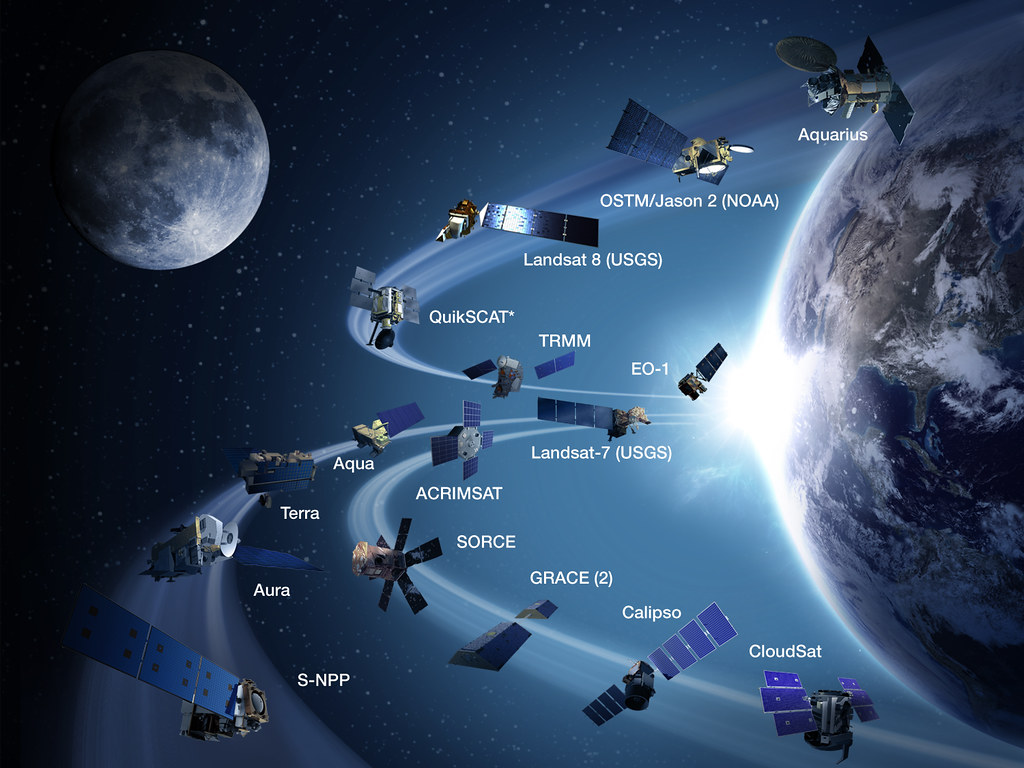 Aquarius
OSTM/Jason 2 (NOAA)
Landsat 8 (USGS)
QuikSCAT*
TRMM
EO-1
Landsat-7 (USGS)
Aqua
ACRIMSAT
Terra
SORCE
GRACE (2)
Aura
Calipso
CloudSat
S-NPP